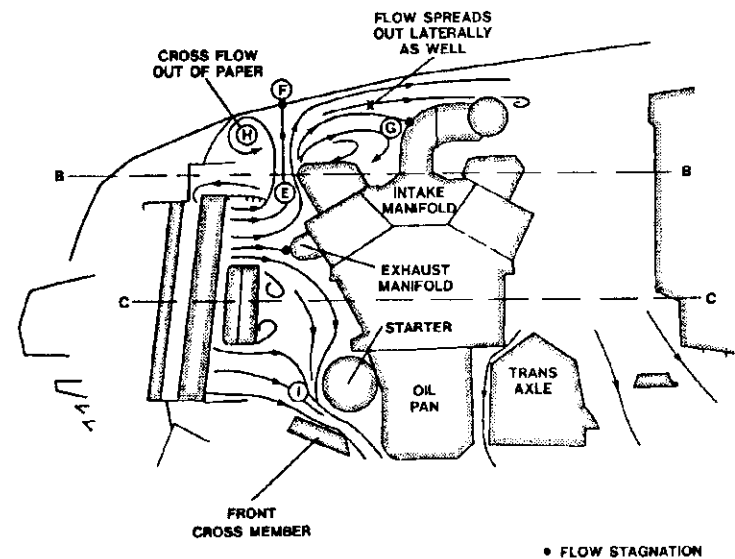 FLOW SPREADS
OUT LATERALLY
AS WELL
CROSS FLOW
OUT OF PAPER
F
H
G
B
B
E
INTAKE
MANIFOLD
EXHAUST
MANIFOLD
C
C
STARTER
I
OIL
PAN
TRANS
AXLE
FRONT
CROSS MEMBER
• FLOW STAGNATION